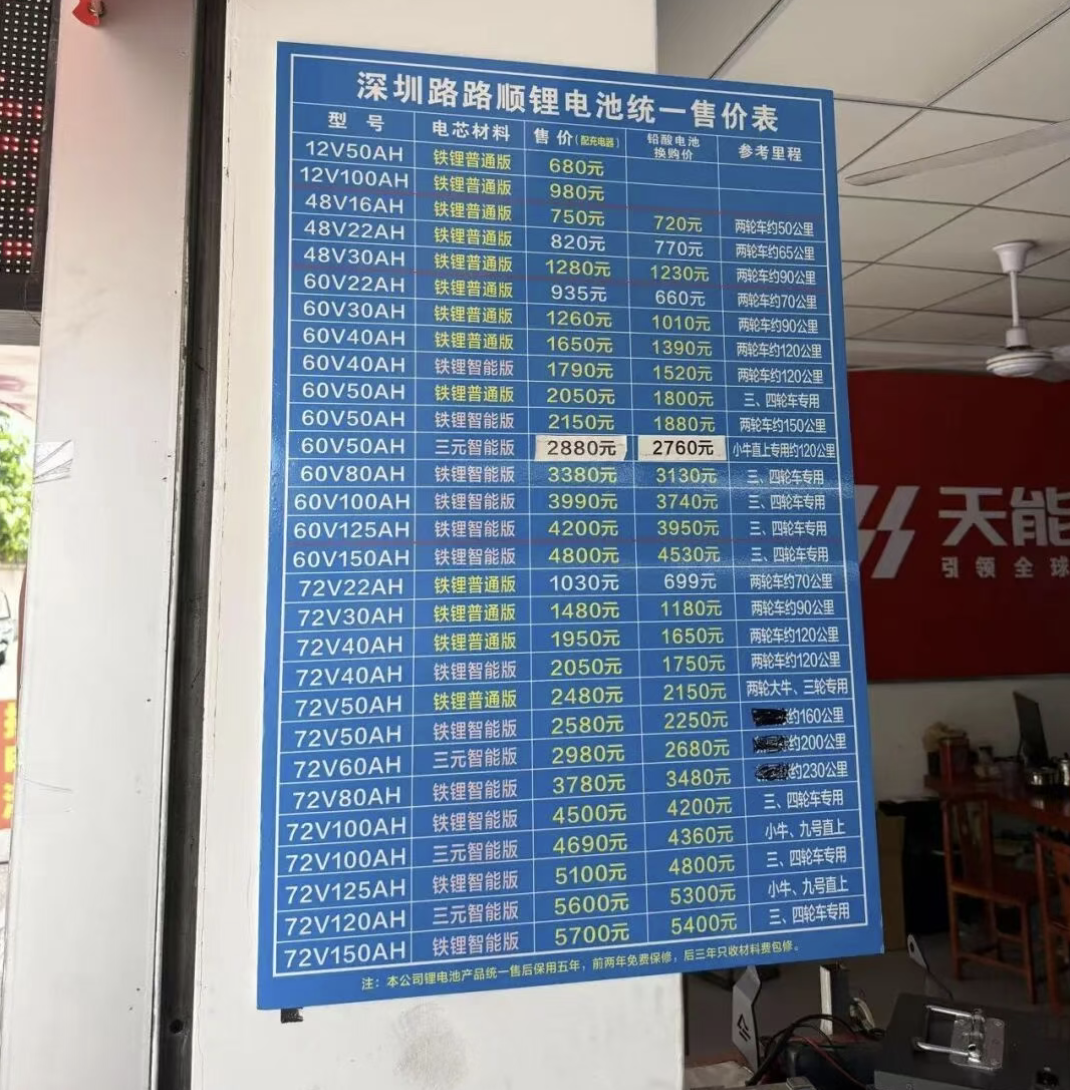 深圳路路顺锂电池统一售价表
型号 电芯材料 售价(配充电器) 铅酸电池换购价 参考里程
12V50AH 铁锂普通版 680元
12V100AH 铁锂普通版 980元
48V16AH 铁锂普通版 750元 720元 两轮车约50公里
48V22AH 铁锂普通版 820元 770元 两轮车约65公里
48V30AH 铁锂普通版 1280元 1230元 两轮车约90公里
60V22AH 铁锂普通版 935元 660元 两轮车约70公里
60V30AH 铁锂普通版 1260元 1010元 两轮车约90公里
60V40AH 铁锂普通版 1650元 1390元 两轮车约120公里
60V40AH 铁锂智能版 1790元 1520元 两轮车约120公里
60V50AH 铁锂普通版 2050元 1800元 三、四轮车专用
60V50AH 铁锂智能版 2150元 1880元 两轮车约150公里
60V50AH 三元智能版 2880元 2760元 小牛直上专用约120公里
60V80AH 铁锂智能版 3380元 3130元 三、四轮车专用
60V100AH 铁锂智能版 3990元 3740元 三、四轮车专用
60V125AH 铁锂智能版 4200元 3950元 三、四轮车专用
60V150AH 铁锂智能版 4800元 4530元 三、四轮车专用
72V22AH 铁锂普通版 1030元 699元 两轮车约70公里
72V30AH 铁锂普通版 1480元 1180元 两轮车约90公里
72V40AH 铁锂普通版 1950元 1650元 两轮车约120公里
72V40AH 铁锂智能版 2050元 1750元 两轮车约120公里
72V50AH 铁锂普通版 2480元 2150元 两轮大牛、三轮专用
72V50AH 铁锂智能版 2580元 2250元 约160公里
72V60AH 三元智能版 2980元 2680元 约200公里
72V80AH 铁锂智能版 3780元 3480元 约230公里
72V100AH 铁锂智能版 4500元 4200元 三、四轮车专用
72V100AH 三元智能版 4690元 4360元 小牛、九号直上
72V125AH 铁锂智能版 5100元 4800元 三、四轮车专用
72V120AH 三元智能版 5600元 5300元 小牛、九号直上
72V150AH 铁锂智能版 5700元 5400元 三、四轮车专用
注：本公司锂电池产品统一售后保用五年，前两年免费保修，后三年只收材料费包修。
天能
引领全球